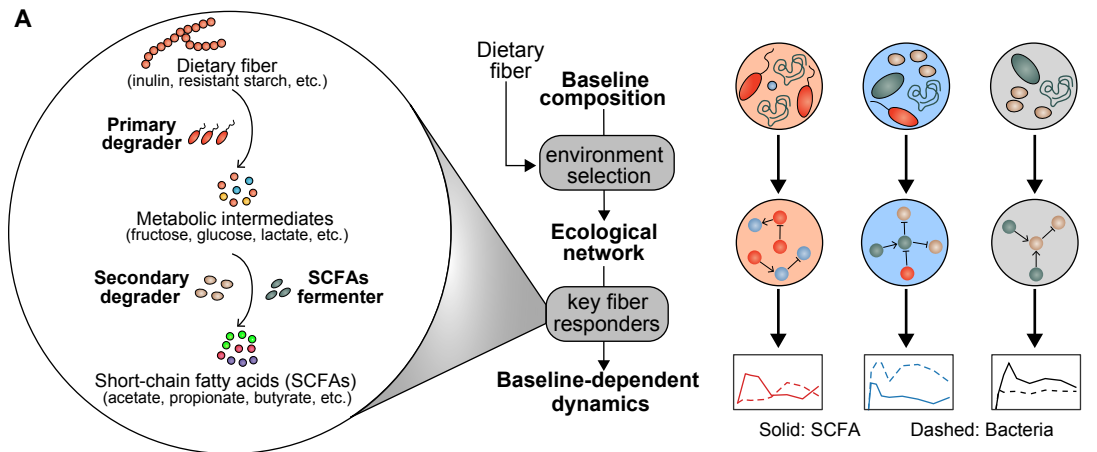 A
Dietary fiber
(inulin, resistant starch, etc.)
Primary
degrader
Metabolic intermediates
(fructose, glucose, lactate, etc.)
Secondary
degrader
SCFAs
fermenter
Short-chain fatty acids (SCFAs)
(acetate, propionate, butyrate, etc.)
Dietary
fiber
Baseline
composition
environment
selection
Ecological
network
key fiber
responders
Baseline-dependent
dynamics
Solid: SCFA
Dashed: Bacteria